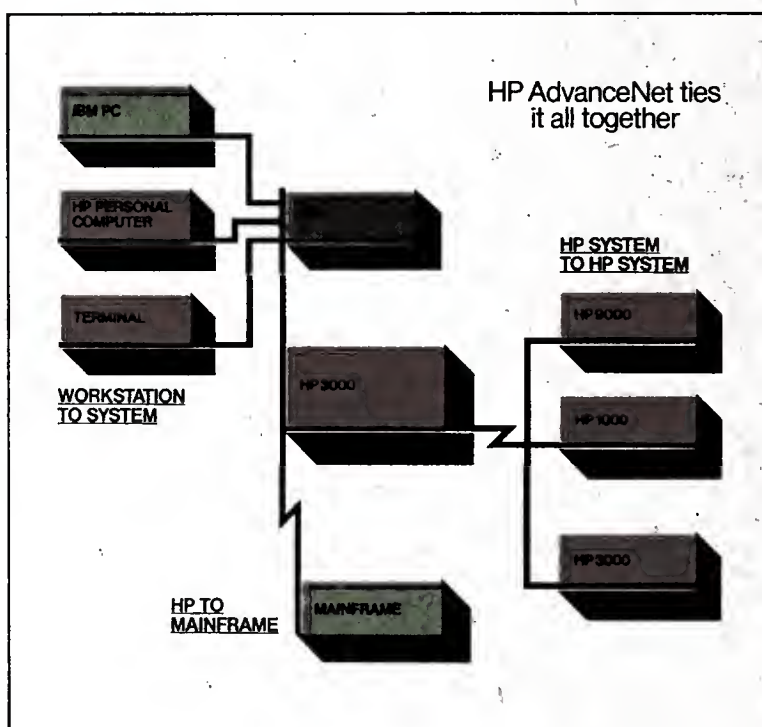 HP AdvanceNet ties
it all together
IBM PC
HP PERSONAL
COMPUTER
TERMINAL
WORKSTATION
TO SYSTEM
HP SYSTEM
TO HP SYSTEM
HP 9000
HP 3000
HP 1000
HP 3000
HP TO
MAINFRAME
MAINFRAME